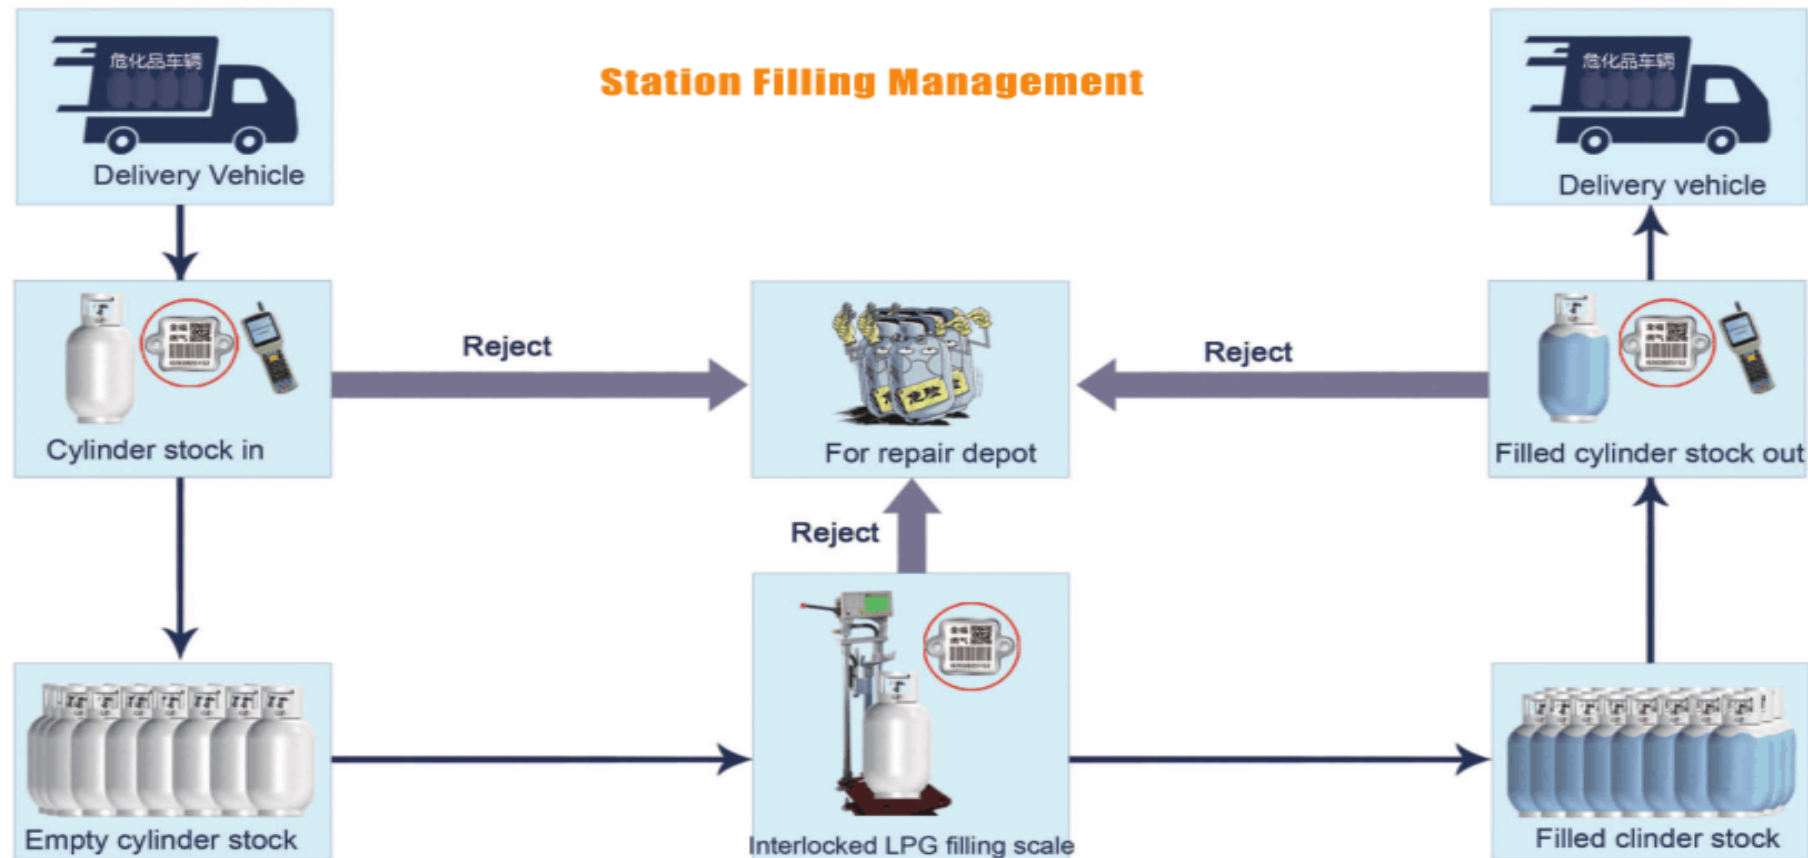 危化品车辆
Delivery Vehicle
Station Filling Management
危化品车辆
Delivery vehicle
Cylinder stock in
Reject
危险
For repair depot
Reject
Filled cylinder stock out
Reject
Empty cylinder stock
Interlocked LPG filling scale
Filled clinder stock